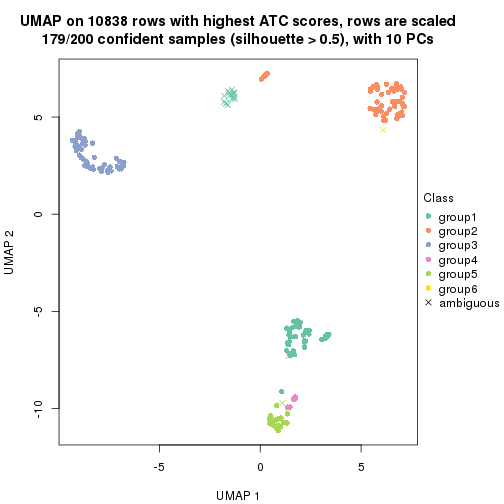 UMAP on 10838 rows with highest ATC scores, rows are scaled
179/200 confident samples (silhouette > 0.5), with 10 PCs
5
0
-5
-10
UMAP 2
-5
0
5
UMAP 1
Class
group1
group2
group3
group4
group5
group6
ambiguous